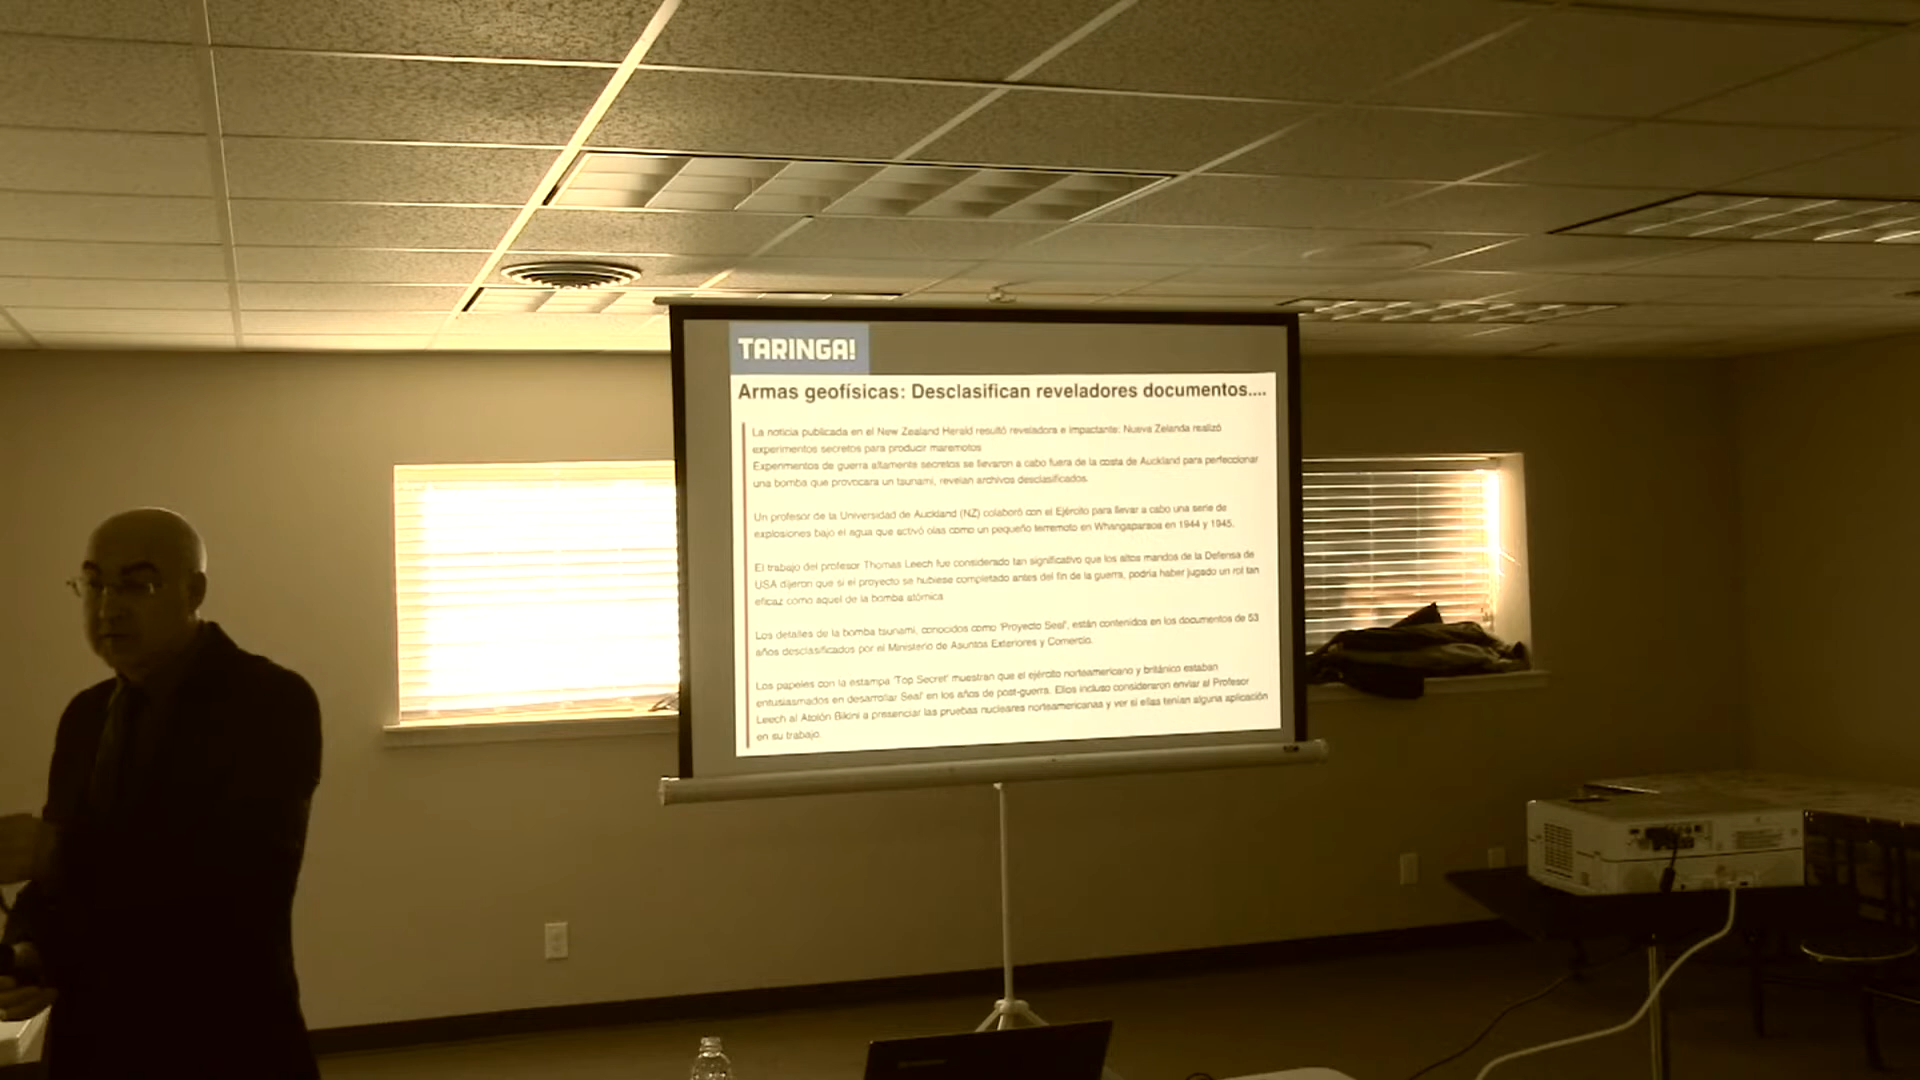 TARINGA!
Armas geofísicas: Desclasifican reveladores documentos....
La noticia publicada en el New Zealand Herald resultó reveladora e impactante: Nueva Zelanda realizó
experimentos secretos para producir maremotos
Experimentos de guerra altamente secretos se llevaron a cabo fuera de la costa de Auckland para perfeccionar
una bomba que provocara un tsunami, revelan archivos desclasificados.
Un profesor de la Universidad de Auckland (NZ) colaboró con el Ejército para llevar a cabo una serie de
explosiones bajo el agua que activó olas como un pequeño terremoto en Whangaparaoa en 1944 y 1945.
El trabajo del profesor Thomas Leech fue considerado tan significativo que los altos mandos de la Defensa de
USA dijeron que si el proyecto se hubiese completado antes del fin de la guerra, podría haber jugado un rol tan
eficaz como aquel de la bomba atómica
Los detalles de la bomba tsunami, conocidos como 'Proyecto Seal', están contenidos en los documentos de 53
años desclasificados por el Ministerio de Asuntos Exteriores y Comercio.
Los papeles con la estampa 'Top Secret' muestran que el ejército norteamericano y británico estaban
entusiasmados en desarrollar Seal' en los años de post-guerra. Ellos incluso consideraron enviar al Profesor
Leech al Atolón Bikini a presenciar las pruebas nucleares norteamericanas y ver si ellas tenían alguna aplicación
en su trabajo